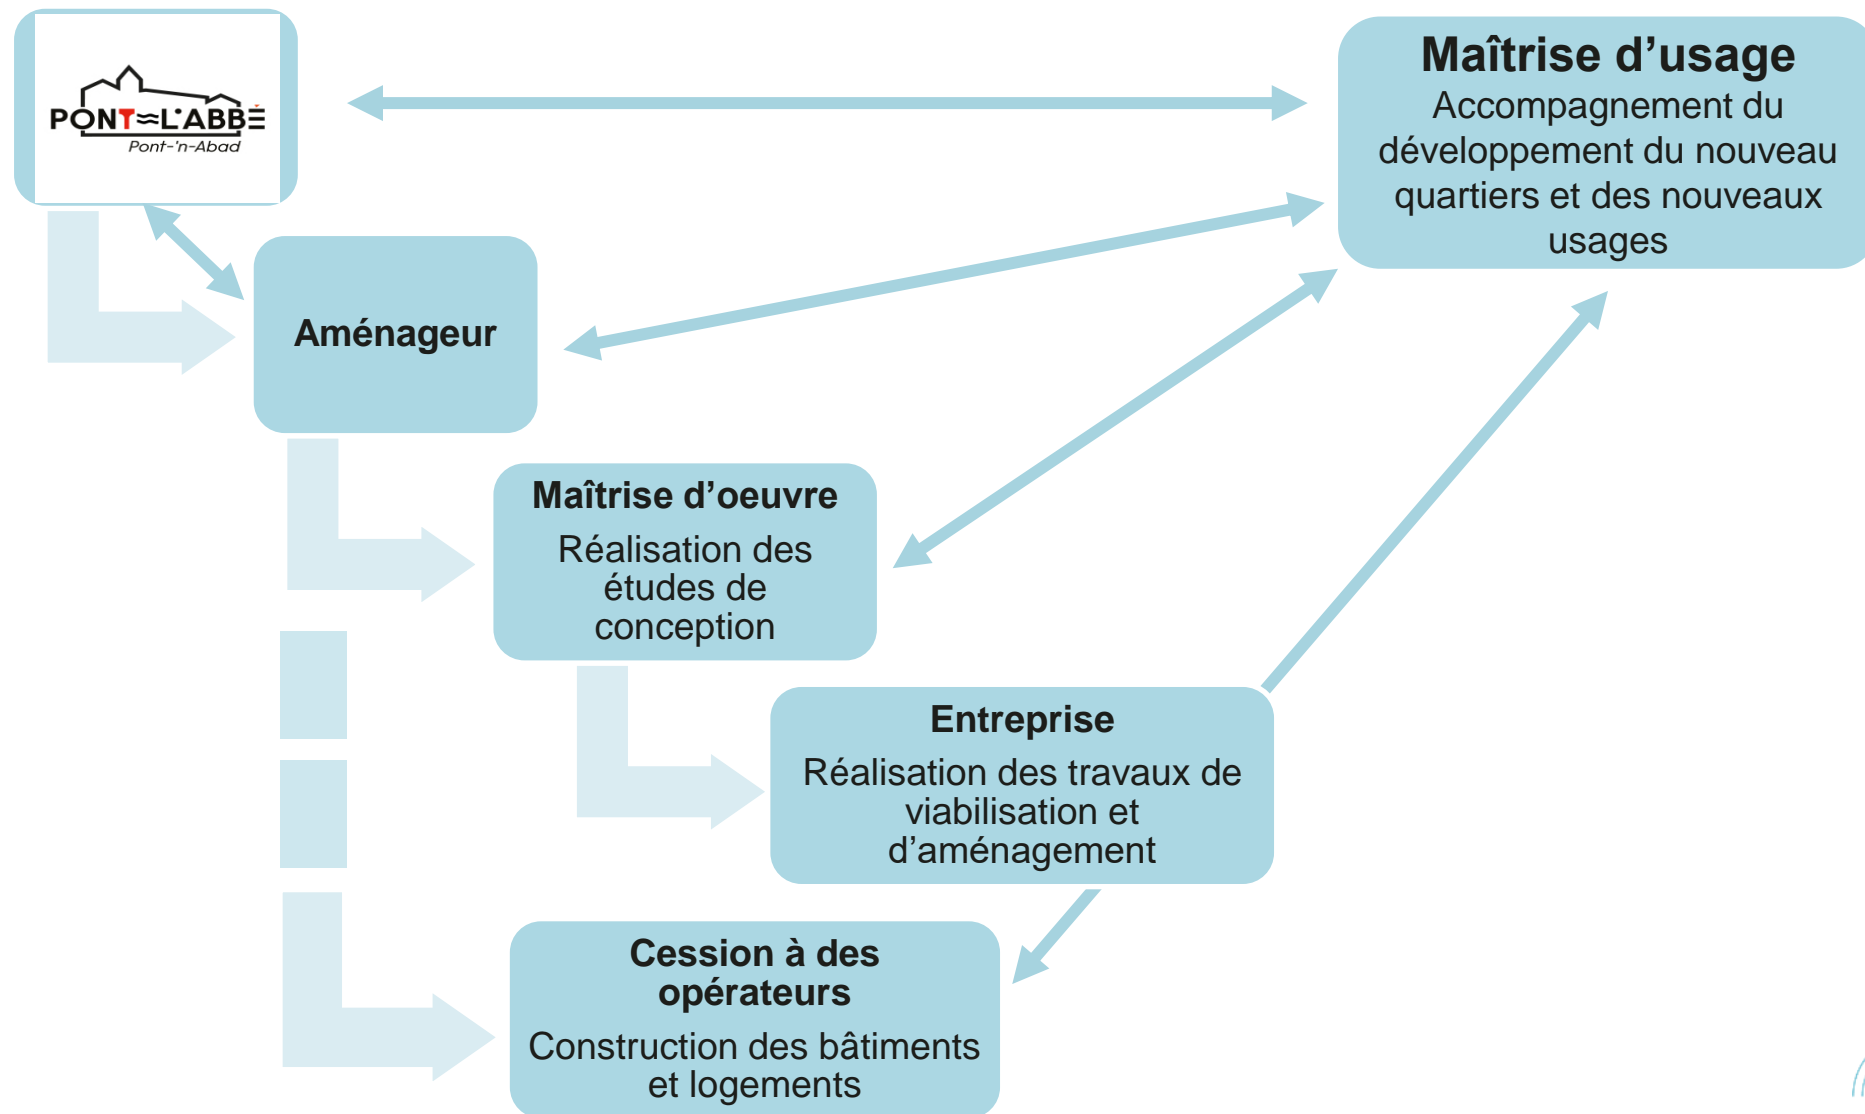 PONT≈L'ABBÉ
Pont-'n-Abad
Maîtrise d’usage
Accompagnement du
développement du nouveau
quartiers et des nouveaux
usages
Aménageur
Maîtrise d’oeuvre
Réalisation des
études de
conception
Entreprise
Réalisation des travaux de
viabilisation et
d’aménagement
Cession à des
opérateurs
Construction des bâtiments
et logements